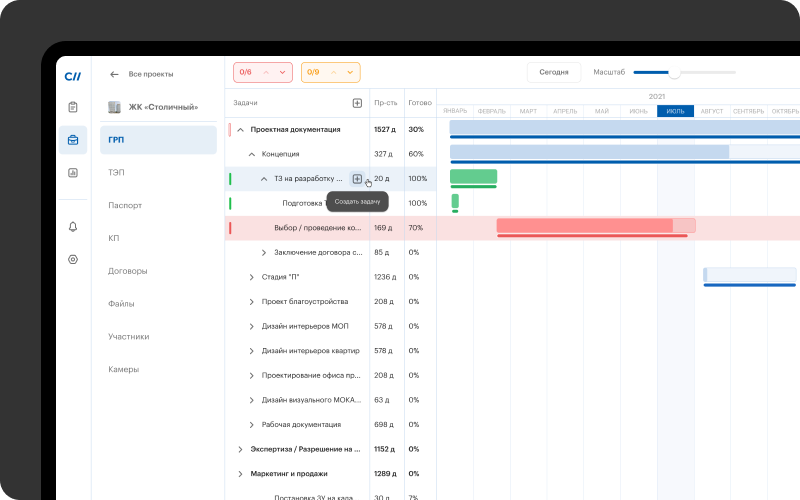 СП
Все проекты
ЖК «Столичный»
ГРП
ТЭП
Паспорт
КП
Договоры
Файлы
Участники
Камеры
0/6
0/9
Сегодня
Масштаб
Задачи
Пр-сть
Готово
2021
ЯНВАРЬ ФЕВРАЛЬ МАРТ АПРЕЛЬ МАЙ ИЮНЬ ИЮЛЬ АВГУСТ СЕНТЯБРЬ ОКТЯБРЬ
Проектная документация 1527 д 30%
Концепция 327 д 60%
ТЗ на разработку ... 20 д 100%
Создать задачу
Подготовка 100%
Выбор / проведение ко... 169 д 70%
Заключение договора с... 85 д 0%
Стадия "П" 1236 д 0%
Проект благоустройства 208 д 0%
Дизайн интерьеров МОП 578 д 0%
Дизайн интерьеров квартир 578 д 0%
Проектирование офиса пр... 208 д 0%
Дизайн визуального МОКА... 63 д 0%
Рабочая документация 698 д 0%
Экспертиза / Разрешение на ... 1152 д 0%
Маркетинг и продажи 1289 д 0%
Постановка ЗУ на када... 30 д 7%